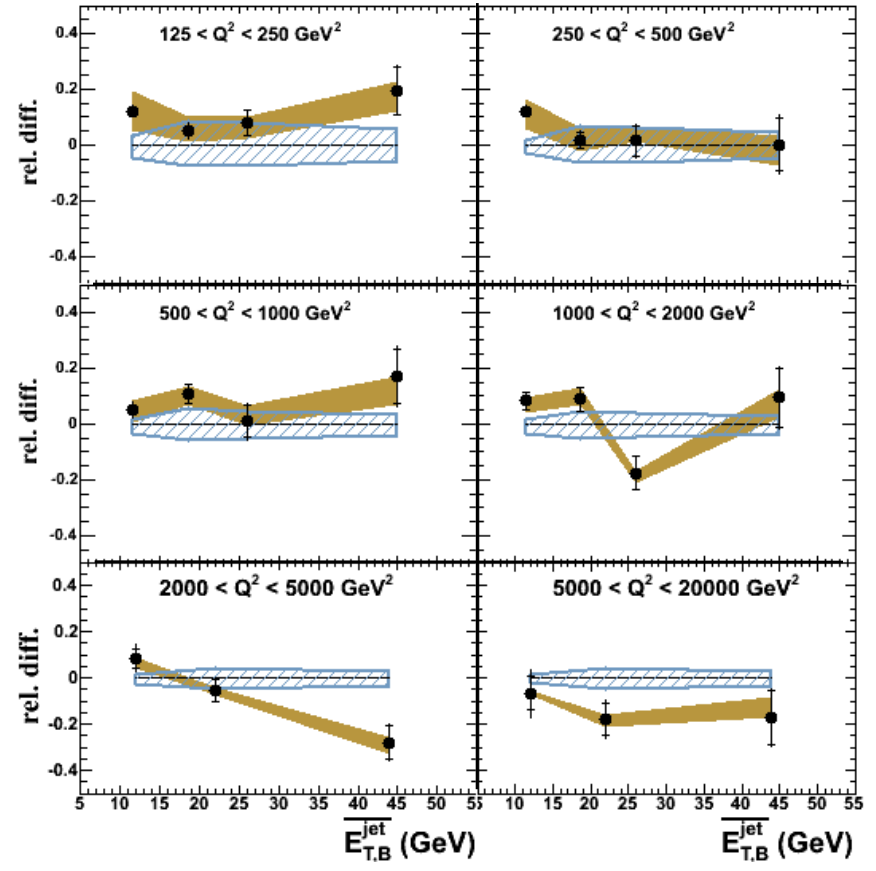 125 < Q² < 250 GeV²
250 < Q² < 500 GeV²
rel. diff.
0.4
0.2
0
-0.2
-0.4
500 < Q² < 1000 GeV²
1000 < Q² < 2000 GeV²
rel. diff.
0.4
0.2
0
-0.2
-0.4
2000 < Q² < 5000 GeV²
5000 < Q² < 20000 GeV²
rel. diff.
0.4
0.2
0
-0.2
-0.4
5 10 15 20 25 30 35 40 45 50 55 10 15 20 25 30 35 40 45 50 55
E_T,B^jet (GeV)
E_T,B^jet (GeV)